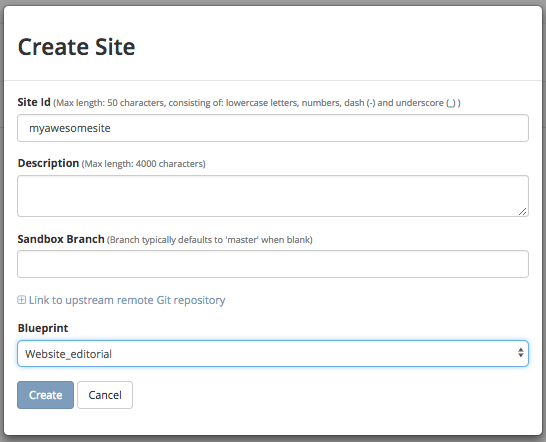 Create Site
Site Id (Max length: 50 characters, consisting of: lowercase letters, numbers, dash (-) and underscore (_) )
myawesomesite
Description (Max length: 4000 characters)
Sandbox Branch (Branch typically defaults to 'master' when blank)
Link to upstream remote Git repository
Blueprint
Website_editorial
Create Cancel